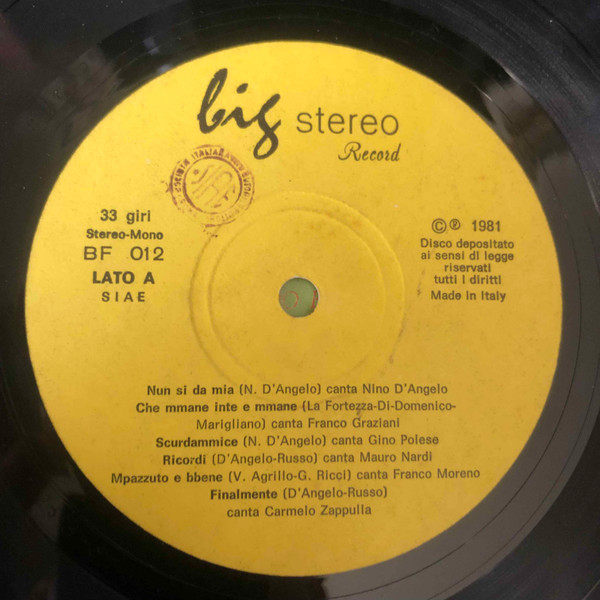 big stereo
Record
33 giri
Stereo-Mono
BF 012
LATO A
SIAE
© ℗ 1981
Disco depositato
ai sensi di legge
riservati
tutti i diritti
Made in Italy
Nun si da mia (N. D'Angelo) canta Nino D'Angelo
Che mmane inte e mmane (La Fortezza-Di-Domenico-
Marigliano) canta Franco Graziani
Scurdammice (N. D'Angelo) canta Gino Polese
Ricordi (D'Angelo-Russo) canta Mauro Nardi
Mpazzuto e bbene (V. Agrillo-G. Ricci) canta Franco Moreno
Finalmente (D'Angelo-Russo)
canta Carmelo Zappulla